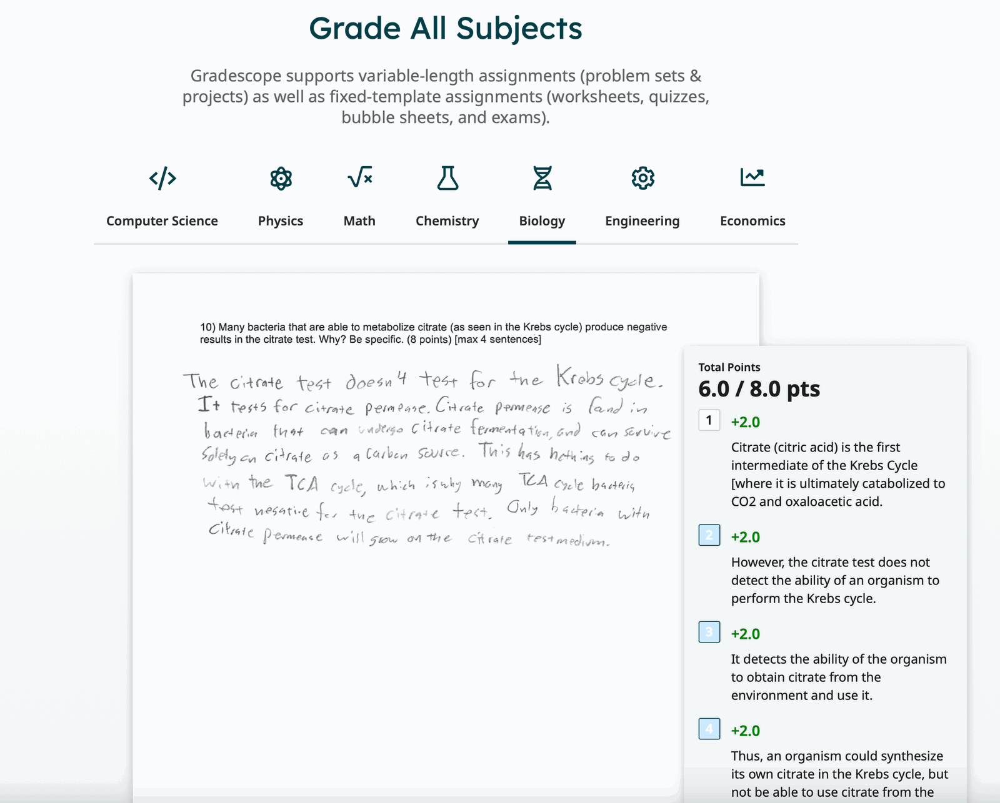 Grade All Subjects
Gradescope supports variable-length assignments (problem sets &
projects) as well as fixed-template assignments (worksheets, quizzes,
bubble sheets, and exams).
Computer Science
Physics
Math
Chemistry
Biology
Engineering
Economics
10) Many bacteria that are able to metabolize citrate (as seen in the Krebs cycle) produce negative
results in the citrate test. Why? Be specific. (8 points) [max 4 sentences]
The citrate test doesn't test for the Krebs cycle.
It tests for citrate permease. Citrate permease is found in
bacteria that can undergo citrate fermentation, and can survive
solely on citrate as a carbon source. This has nothing to do
with the TCA cycle, which is why many TCA cycle bacteria
test negative for the citrate test. Only bacteria with
Citrate permease will grow on the citrate test medium.
Total Points
6.0 / 8.0 pts
1 +2.0
Citrate (citric acid) is the first
intermediate of the Krebs Cycle
[where it is ultimately catabolized to
CO2 and oxaloacetic acid.
2 +2.0
However, the citrate test does not
detect the ability of an organism to
perform the Krebs cycle.
3 +2.0
It detects the ability of the organism
to obtain citrate from the
environment and use it.
4 +2.0
Thus, an organism could synthesize
its own citrate in the Krebs cycle, but
not be able to use citrate from the